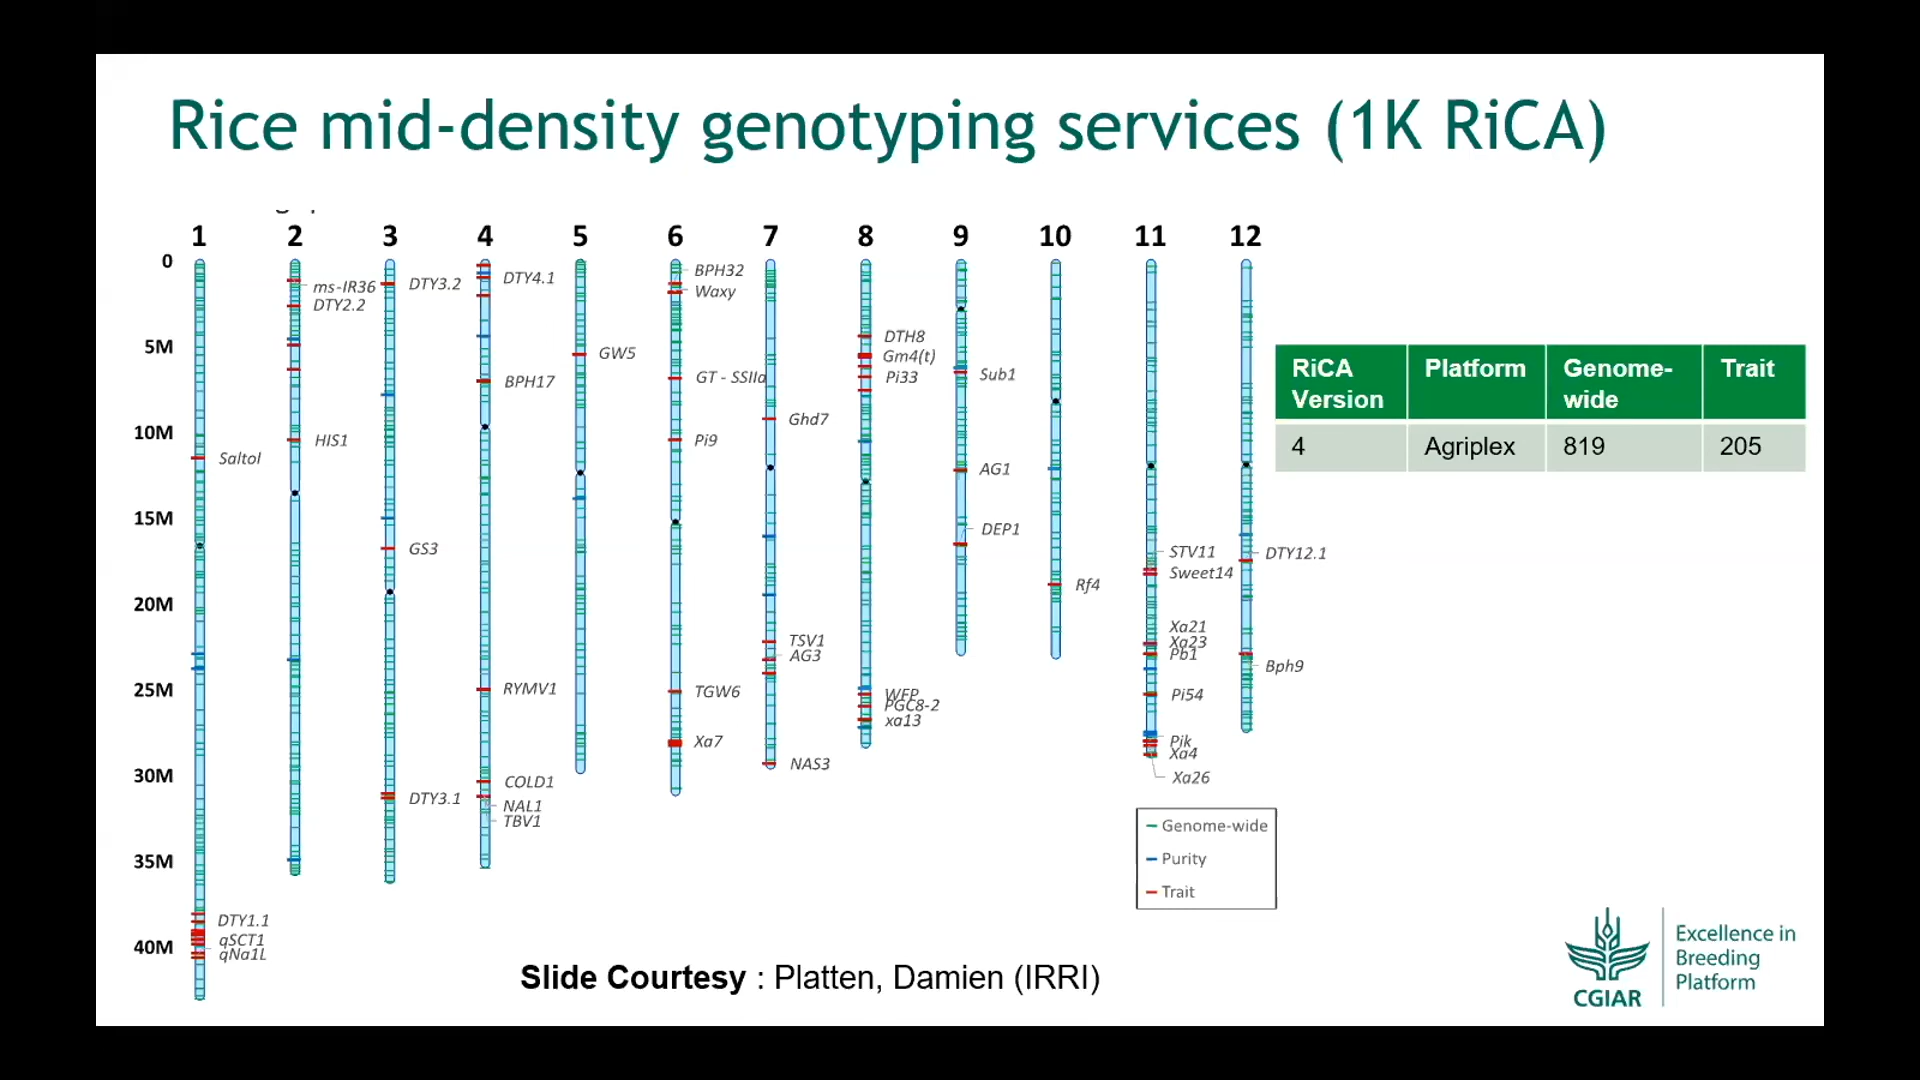 Rice mid-density genotyping services (1K RiCA)
1 2 3 4 5 6 7 8 9 10 11 12
0
5M
10M
15M
20M
25M
30M
35M
40M
Saltol
DTY1.1
qSCT1
qNa1L
ms-IR36
DTY2.2
HIS1
DTY3.2
GS3
DTY3.1
DTY4.1
BPH17
RYMV1
COLD1
NAL1
TBV1
GW5
BPH32
Waxy
GT - SSIIa
Pi9
TGW6
Xa7
Ghd7
TSV1
AG3
NAS3
DTH8
Gm4(t)
Pi33
WFP
PGC8-2
xa13
Sub1
AG1
DEP1
Rf4
STV11
Sweet14
Xa21
Xa23
Pb1
Pi54
Pik
Xa4
Xa26
DTY12.1
Bph9
Genome-wide
Purity
Trait
RiCA Version Platform Genome-wide Trait
4 Agriplex 819 205
Slide Courtesy : Platten, Damien (IRRI)
CGIAR
Excellence in
Breeding
Platform